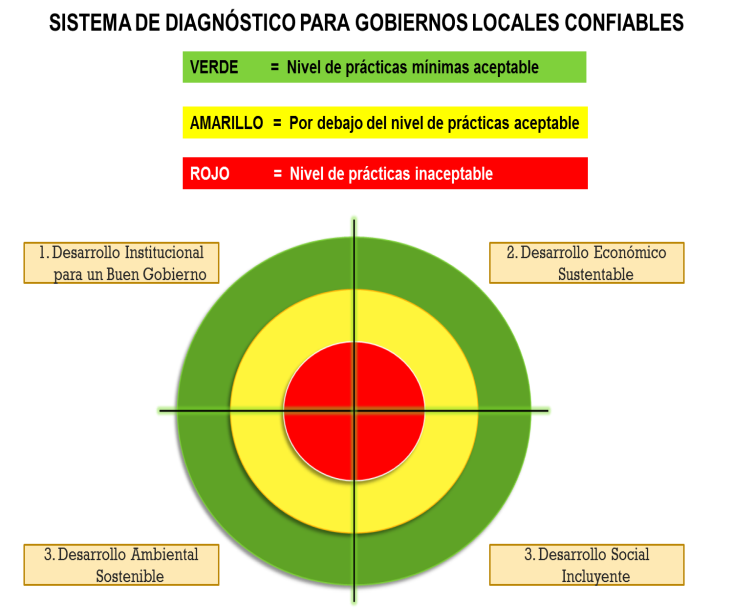 SISTEMA DE DIAGNÓSTICO PARA GOBIERNOS LOCALES CONFIABLES
VERDE = Nivel de prácticas mínimas aceptable
AMARILLO = Por debajo del nivel de prácticas aceptable
ROJO = Nivel de prácticas inaceptable
1. Desarrollo Institucional
para un Buen Gobierno
2. Desarrollo Económico
Sustentable
3. Desarrollo Ambiental
Sostenible
3. Desarrollo Social
Incluyente